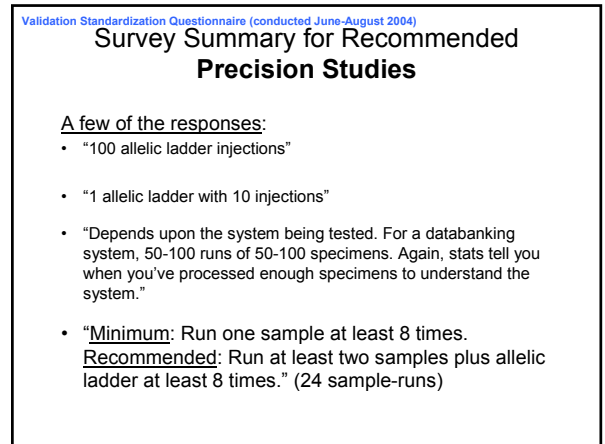 Validation Standardization Questionnaire (conducted June-August 2004)
Survey Summary for Recommended
Precision Studies
A few of the responses:
• “100 allelic ladder injections”
• “1 allelic ladder with 10 injections”
• “Depends upon the system being tested. For a databanking
system, 50-100 runs of 50-100 specimens. Again, stats tell you
when you’ve processed enough specimens to understand the
system.”
• “Minimum: Run one sample at least 8 times.
Recommended: Run at least two samples plus allelic
ladder at least 8 times.” (24 sample-runs)